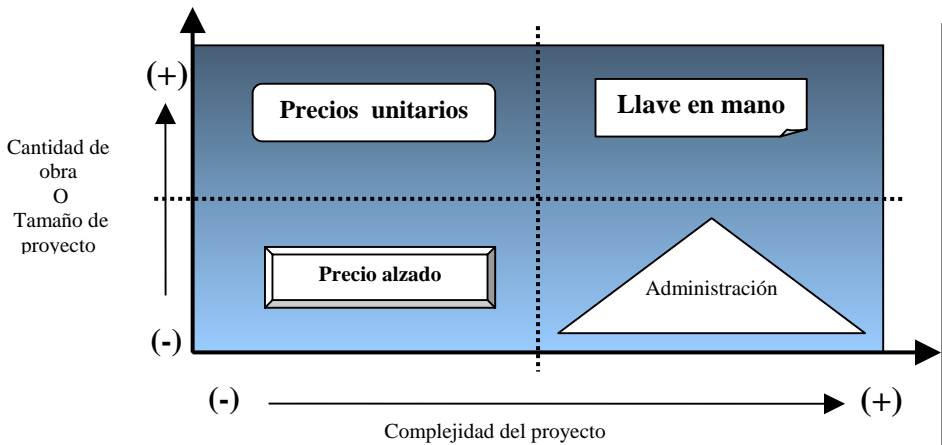 (+)
Precios unitarios
Llave en mano
Cantidad de
obra
O
Tamaño de
proyecto
Precio alzado
Administración
(-)
(-)
(+)
Complejidad del proyecto